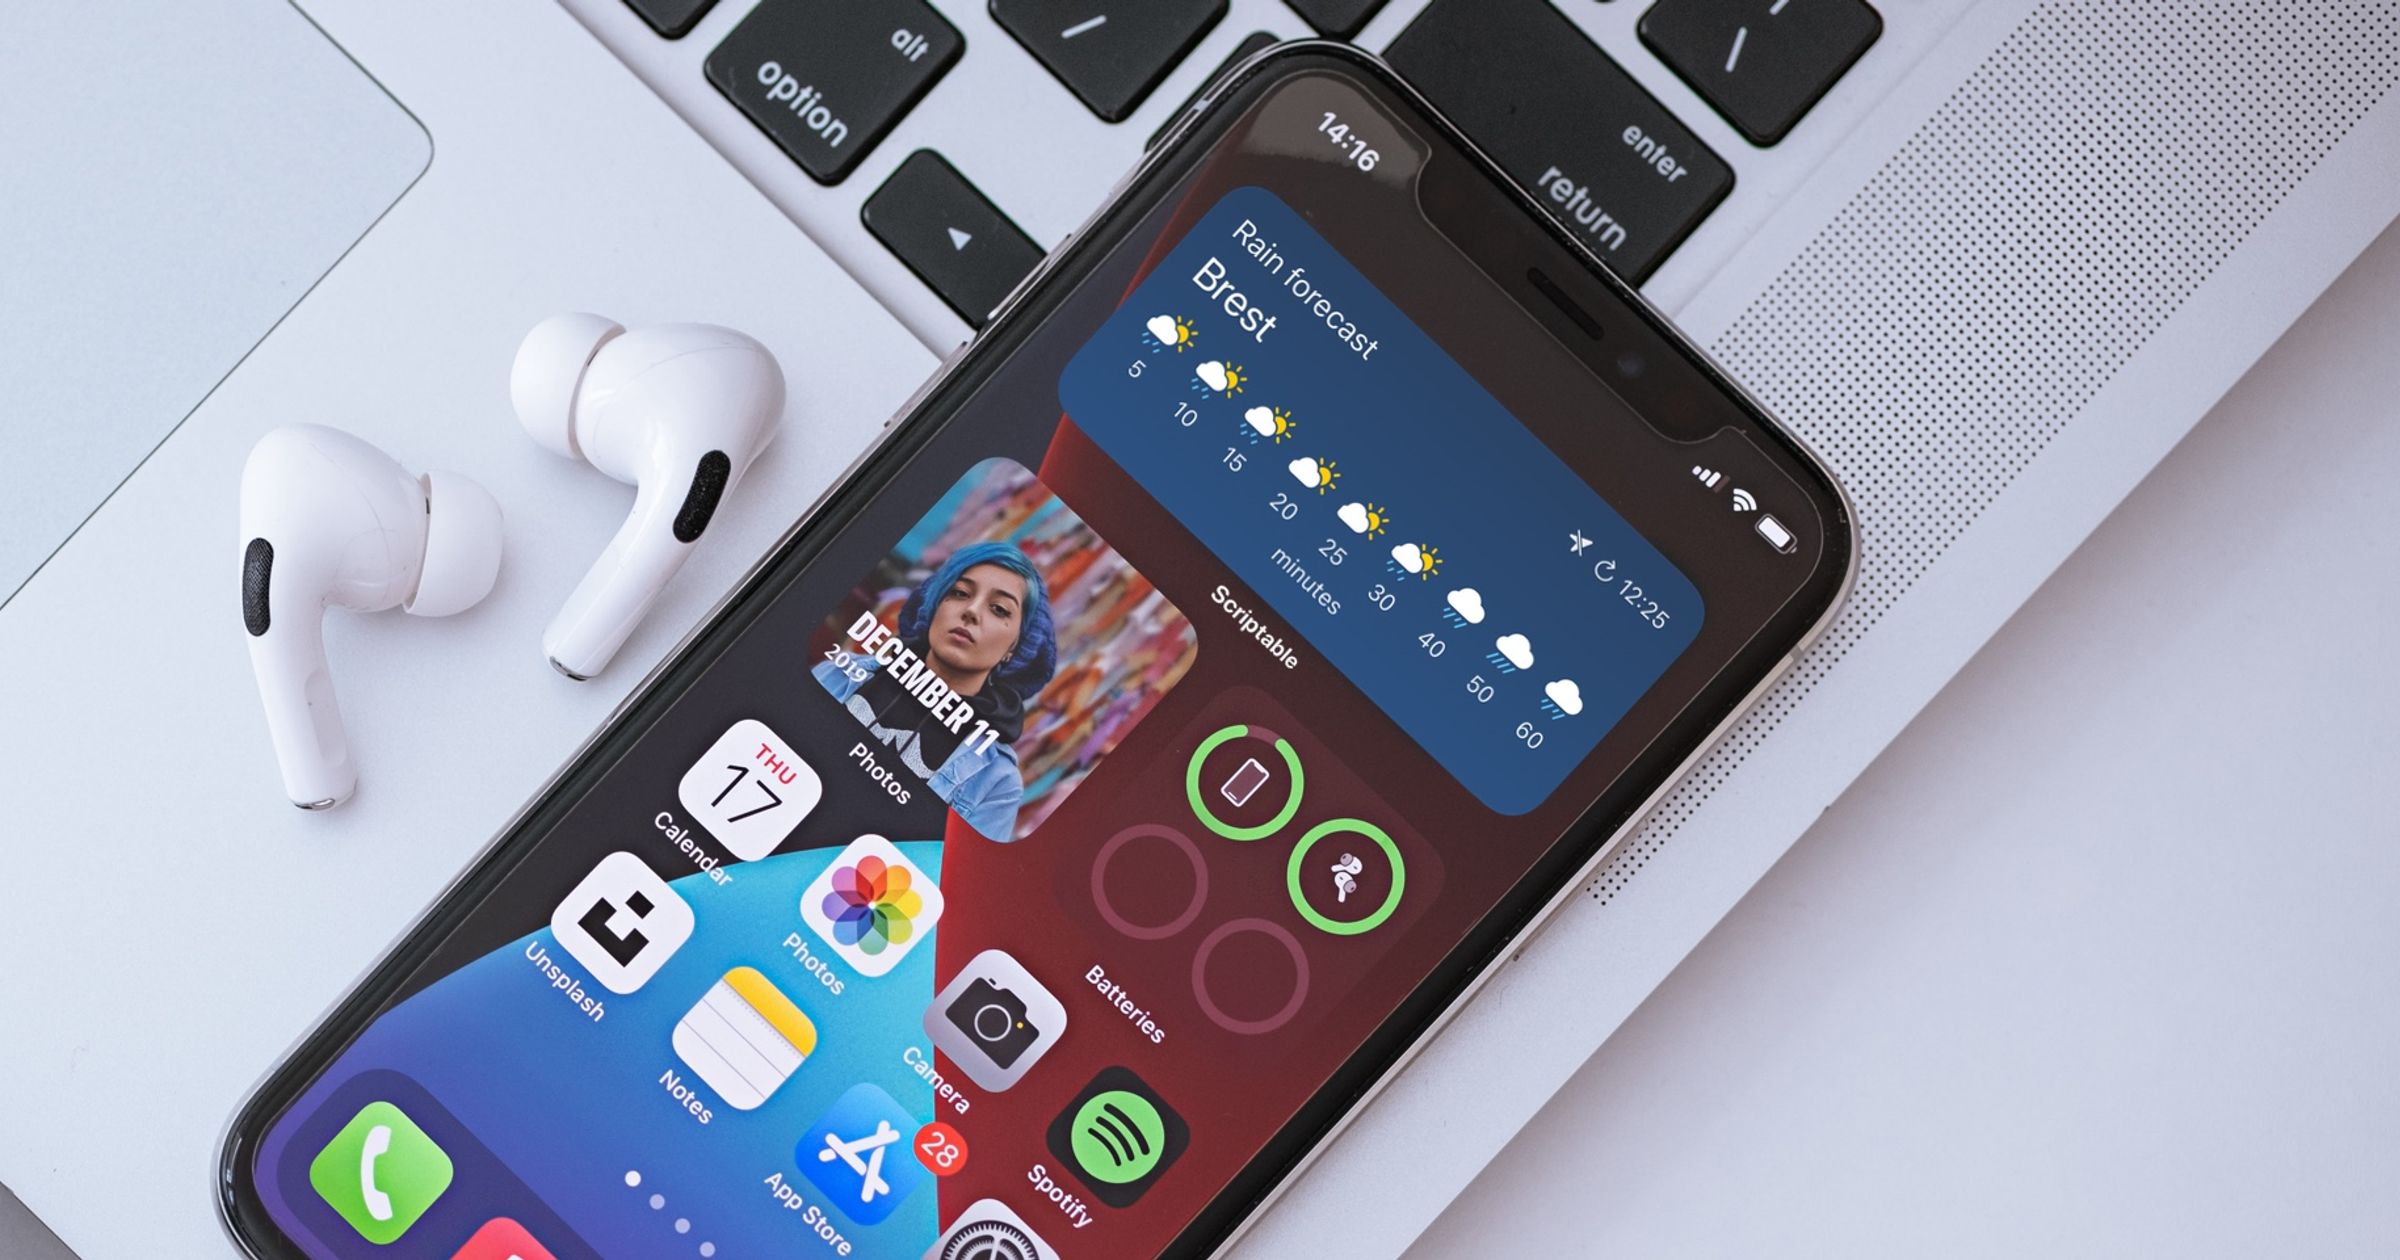 alt
option
/
enter
return
\
14:16
Rain forecast
Brest
12:25
5
10
15
20
25
30
40
50
60
minutes
Scriptable
DECEMBER 11
2019
Photos
Batteries
THU
17
Calendar
Photos
Camera
Spotify
Unsplash
Notes
28
App Store